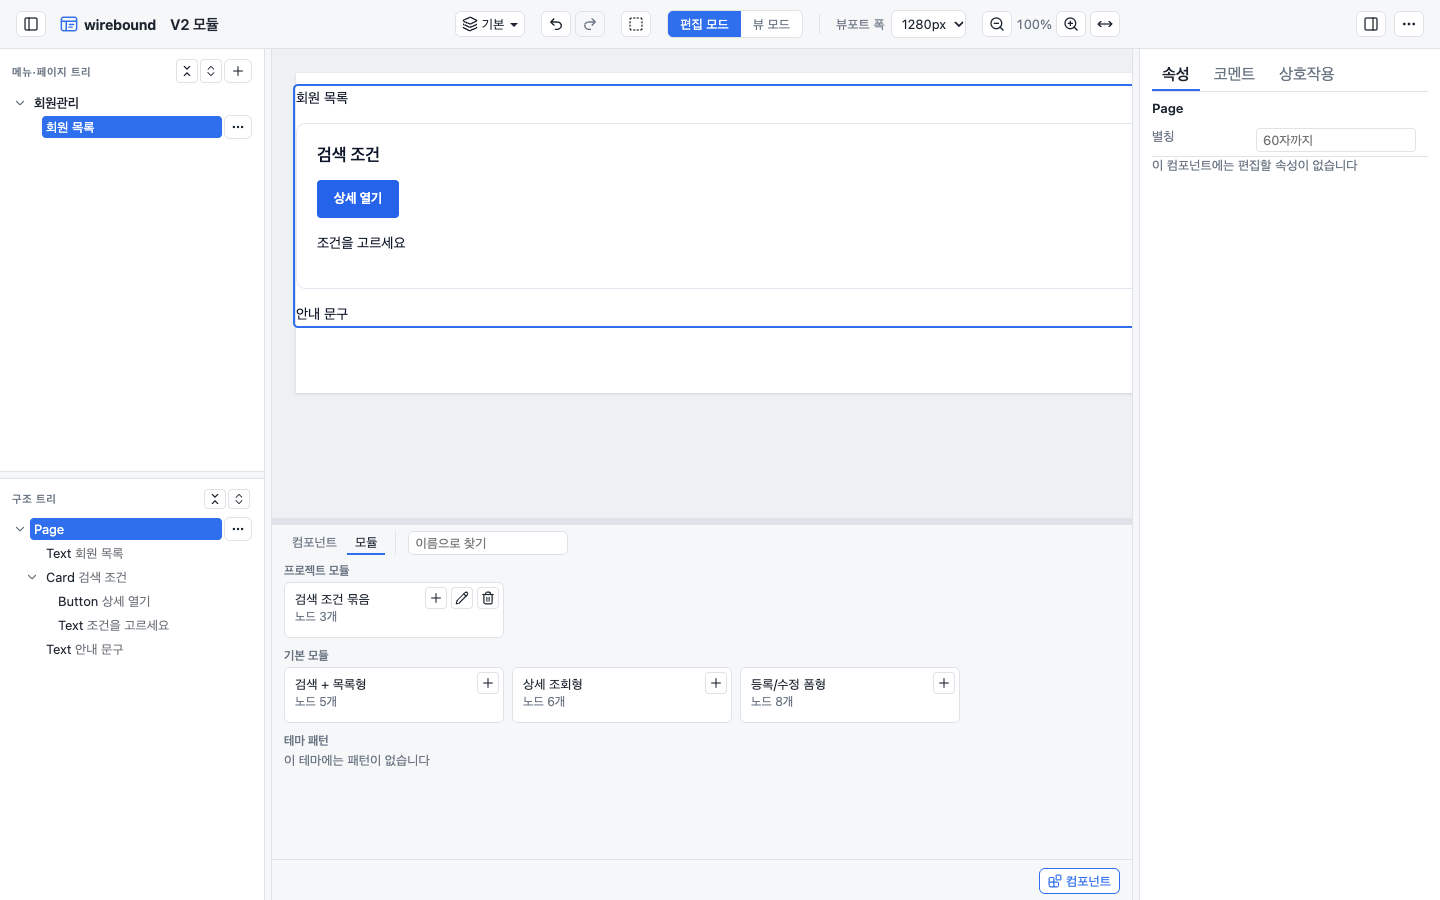 wirebound V2 모듈
기본
편집 모드 뷰 모드
뷰포트 폭 1280px 100%
메뉴·페이지 트리
회원관리
회원 목록
구조 트리
Page
Text 회원 목록
Card 검색 조건
Button 상세 열기
Text 조건을 고르세요
Text 안내 문구
회원 목록
검색 조건
상세 열기
조건을 고르세요
안내 문구
컴포넌트 모듈 이름으로 찾기
프로젝트 모듈
검색 조건 묶음
노드 3개
기본 모듈
검색 + 목록형
노드 5개
상세 조회형
노드 6개
등록/수정 폼형
노드 8개
테마 패턴
이 테마에는 패턴이 없습니다
컴포넌트
속성 코멘트 상호작용
Page
별칭 60자까지
이 컴포넌트에는 편집할 속성이 없습니다